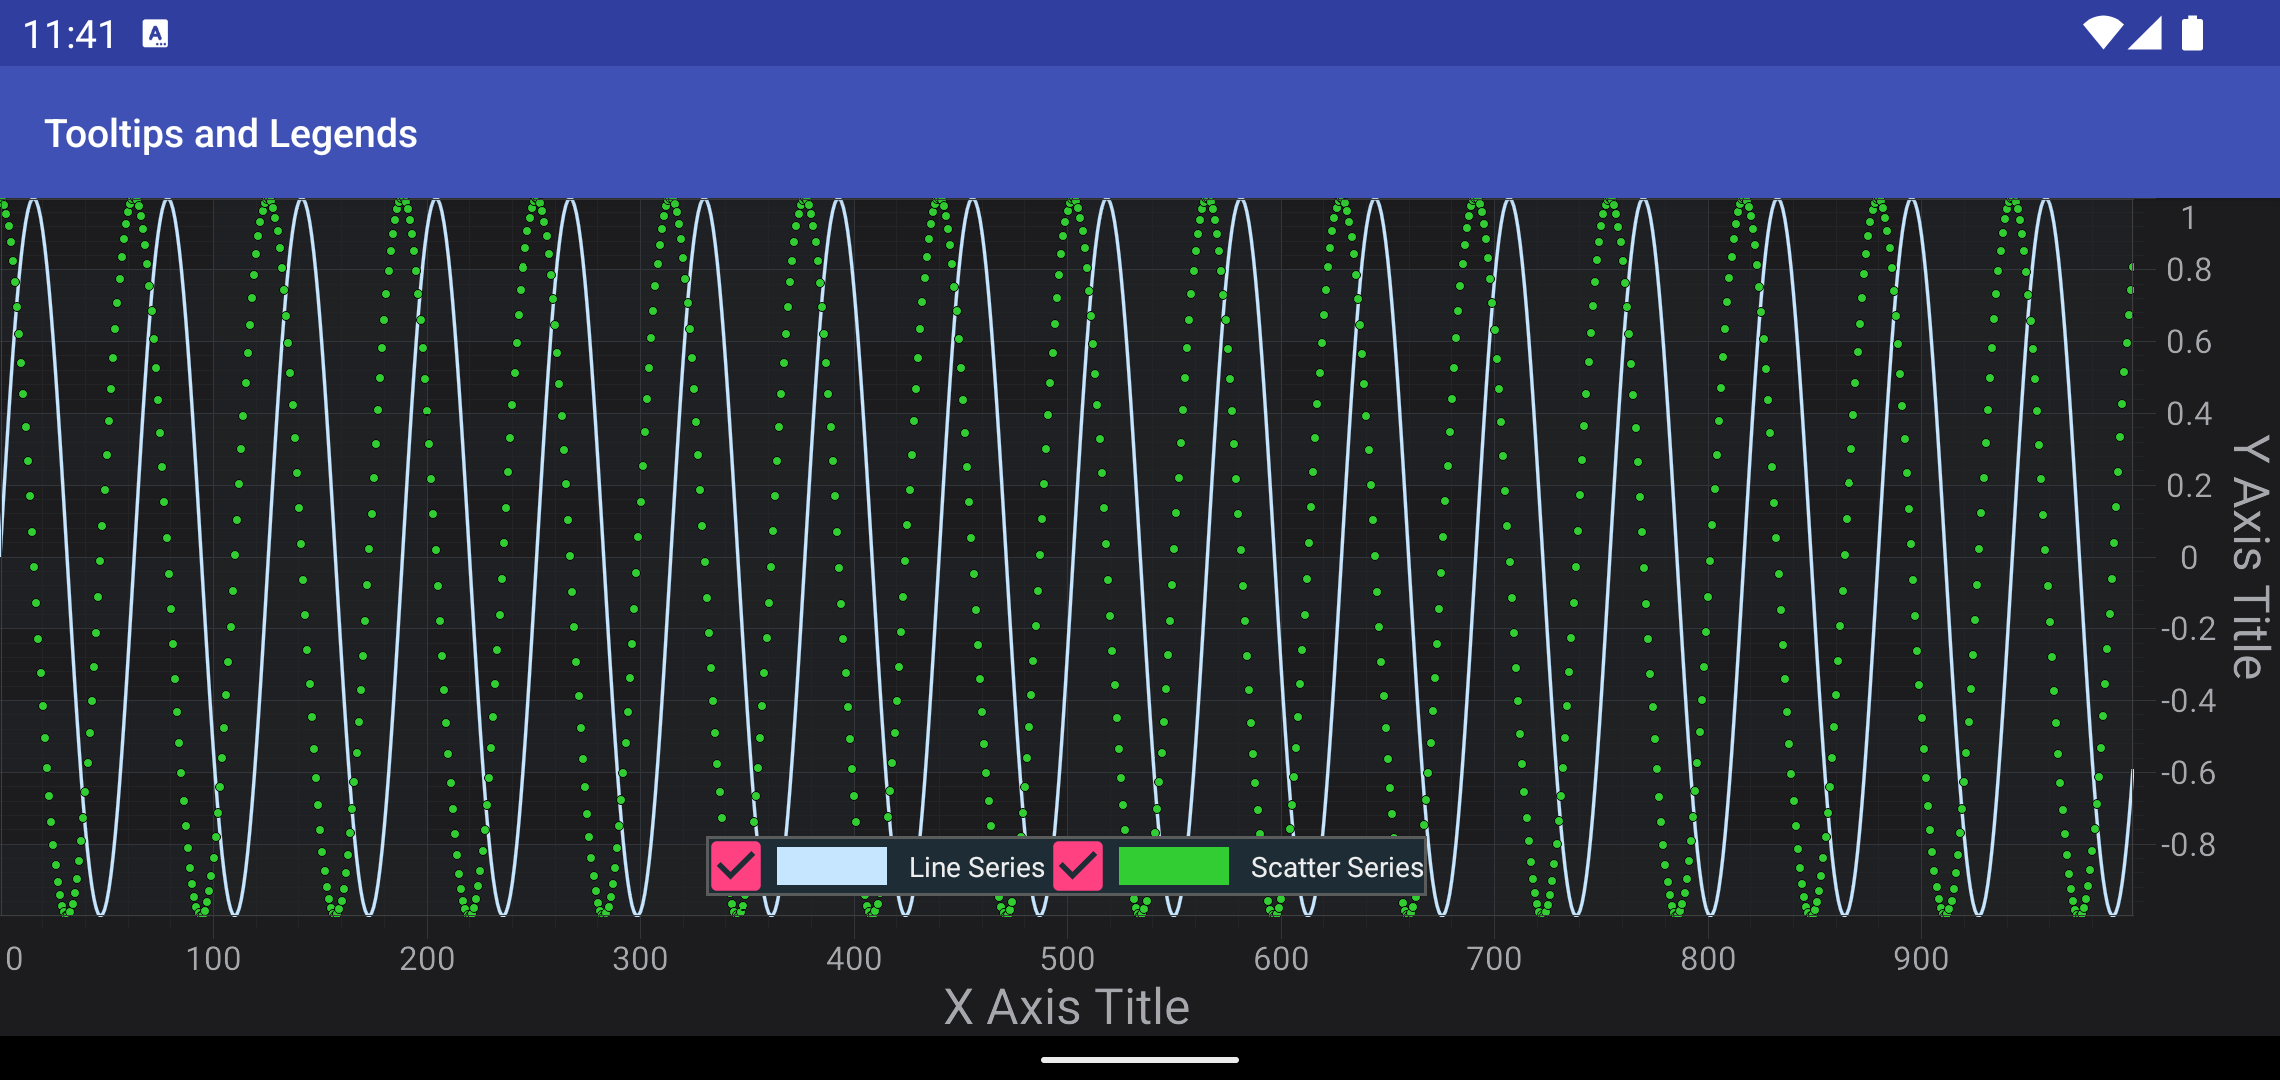 11:41
Tooltips and Legends
1
0.8
0.6
0.4
0.2
0
-0.2
-0.4
-0.6
-0.8
Y Axis Title
Line Series Scatter Series
0 100 200 300 400 500 600 700 800 900
X Axis Title